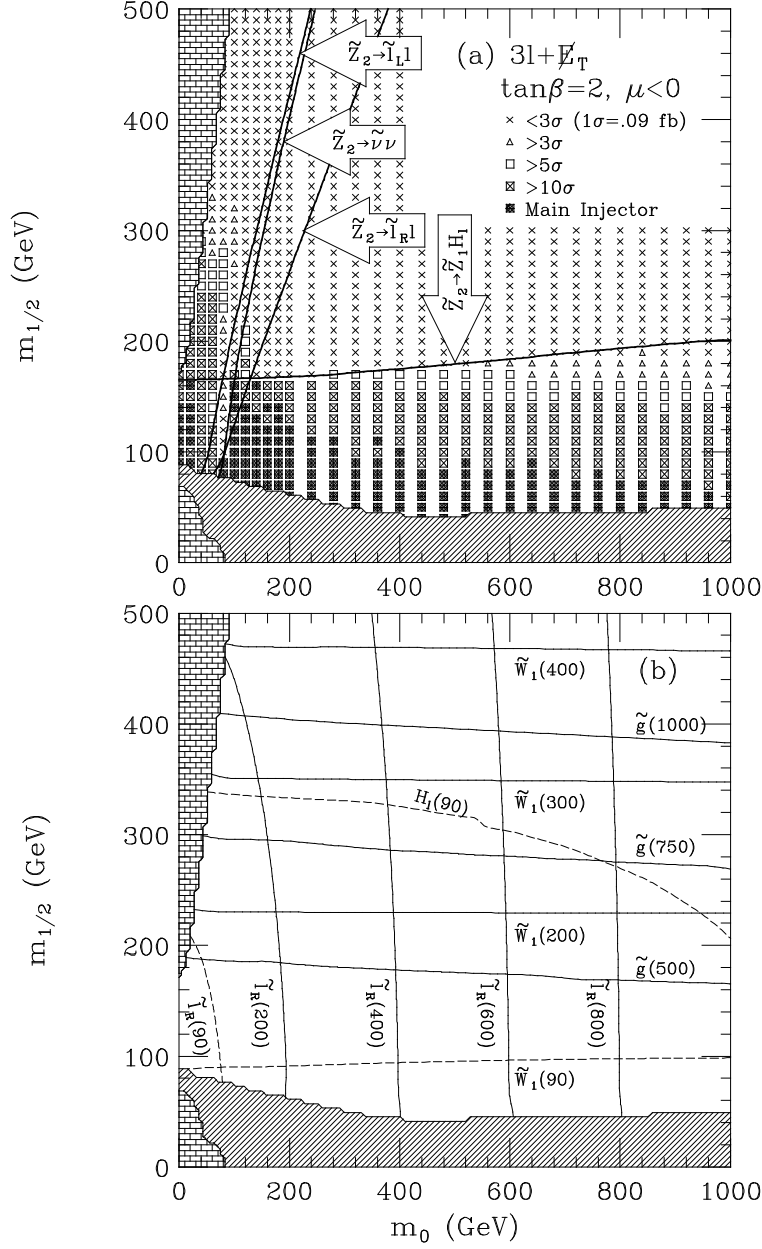 500
400
300
200
100
0
m1/2 (GeV)
(a) 3l+E̸T
tanβ=2, μ<0
× <3σ (1σ=.09 fb)
△ >3σ
□ >5σ
⊠ >10σ
Main Injector
Z̃2→l̃Ll
Z̃2→ν̃ν
Z̃2→l̃Rl
Z̃2→Z̃1Hl
0 200 400 600 800 1000
500
400
300
200
100
0
m1/2 (GeV)
(b)
W̃1(400)
g̃(1000)
W̃1(300)
Hl(90)
g̃(750)
W̃1(200)
g̃(500)
l̃R(90)
l̃R(200)
l̃R(400)
l̃R(600)
l̃R(800)
W̃1(90)
0 200 400 600 800 1000
m0 (GeV)